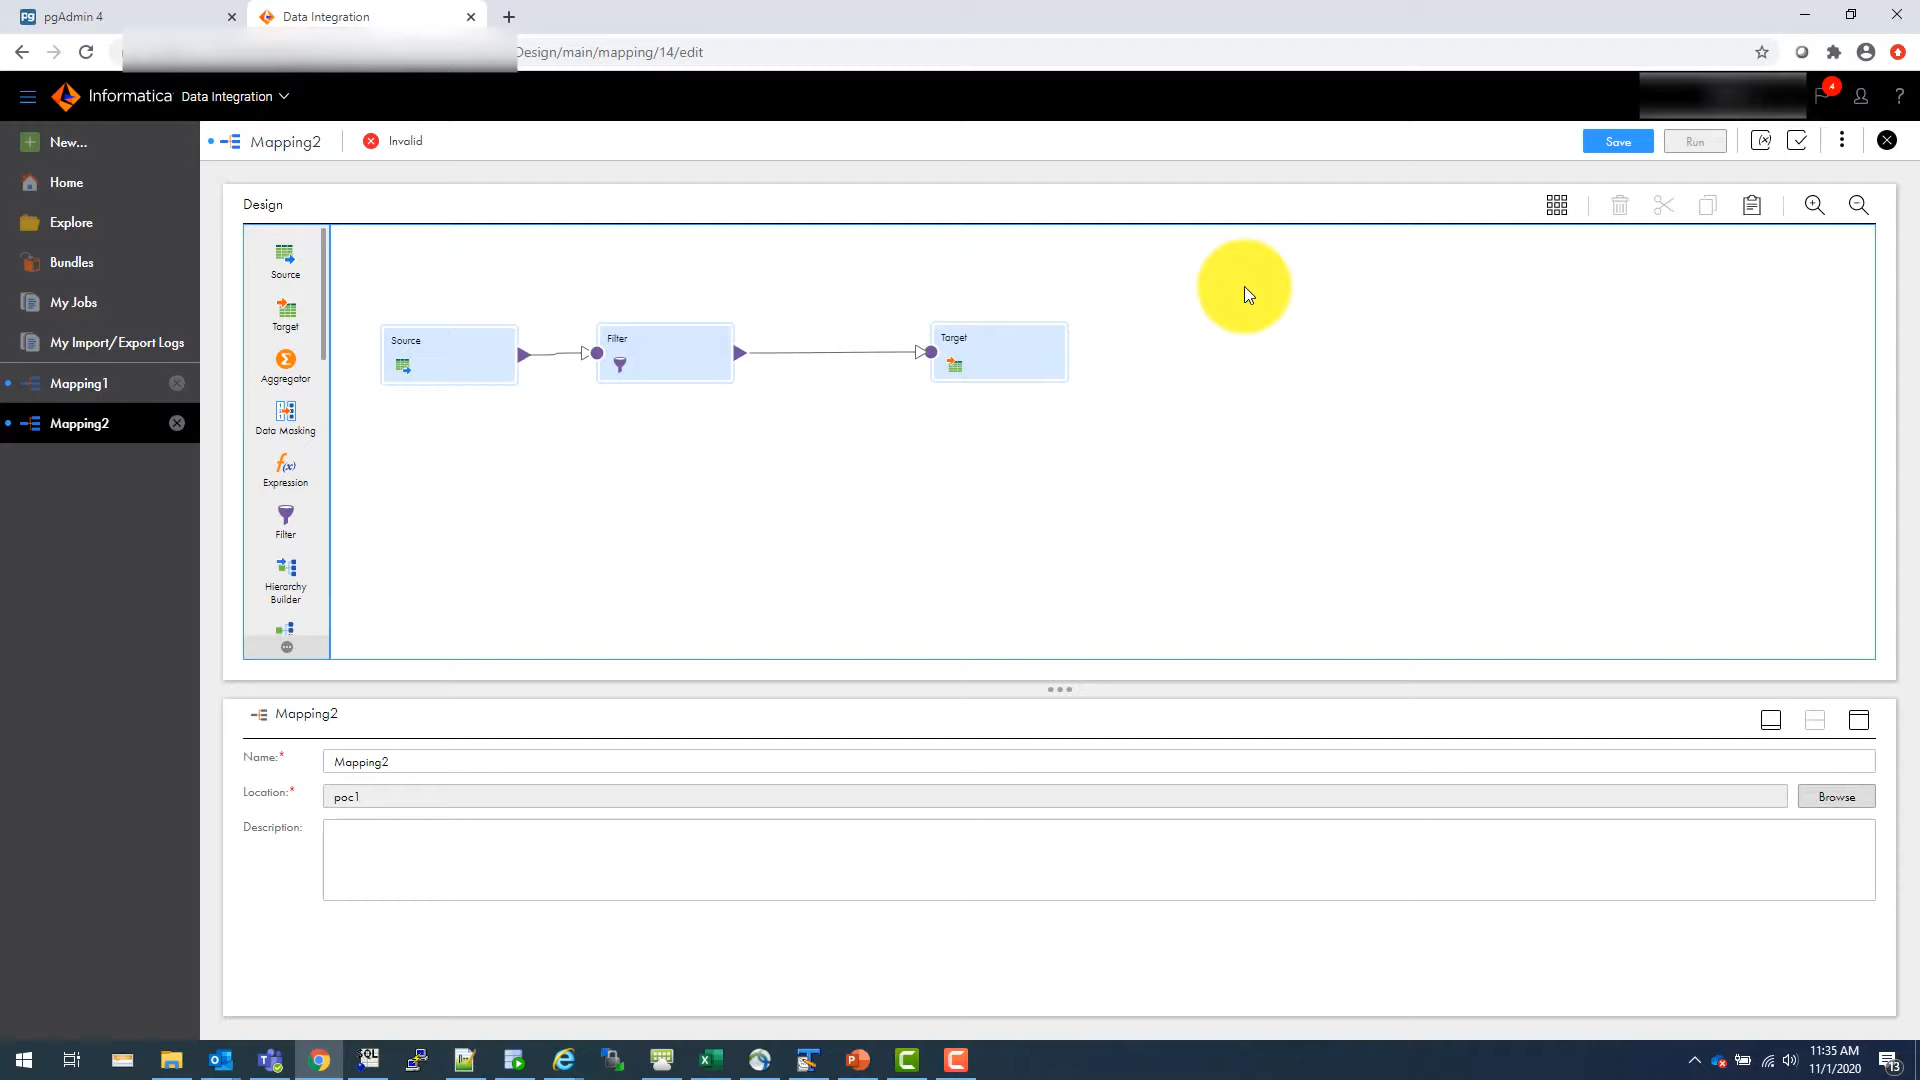 pgAdmin 4
Data Integration
Design/main/mapping/14/edit
Informatica Data Integration
4
?
New...
Mapping2
Invalid
Save
Run
Home
Explore
Bundles
My Jobs
My Import/Export Logs
Mapping1
Mapping2
Design
Source
Target
Aggregator
Data Masking
f(x)
Expression
Filter
Hierarchy
Builder
Source
Filter
Target
Mapping2
Name:*
Mapping2
Location:*
poc1
Browse
Description:
11:35 AM
11/1/2020
13